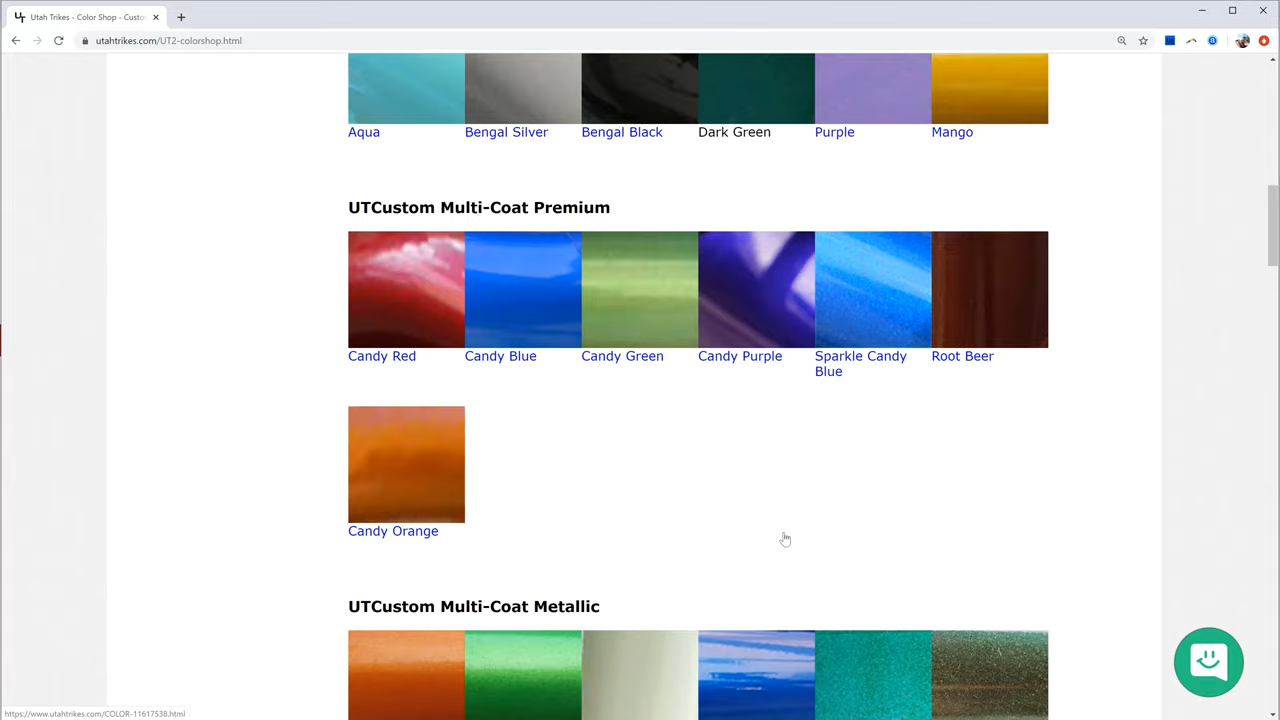 Utah Trikes - Color Shop - Custo
utahtrikes.com/UT2-colorshop.html
Aqua Bengal Silver Bengal Black Dark Green Purple Mango
UTCustom Multi-Coat Premium
Candy Red Candy Blue Candy Green Candy Purple Sparkle Candy Root Beer
Blue
Candy Orange
UTCustom Multi-Coat Metallic
https://www.utahtrikes.com/COLOR-11617538.html